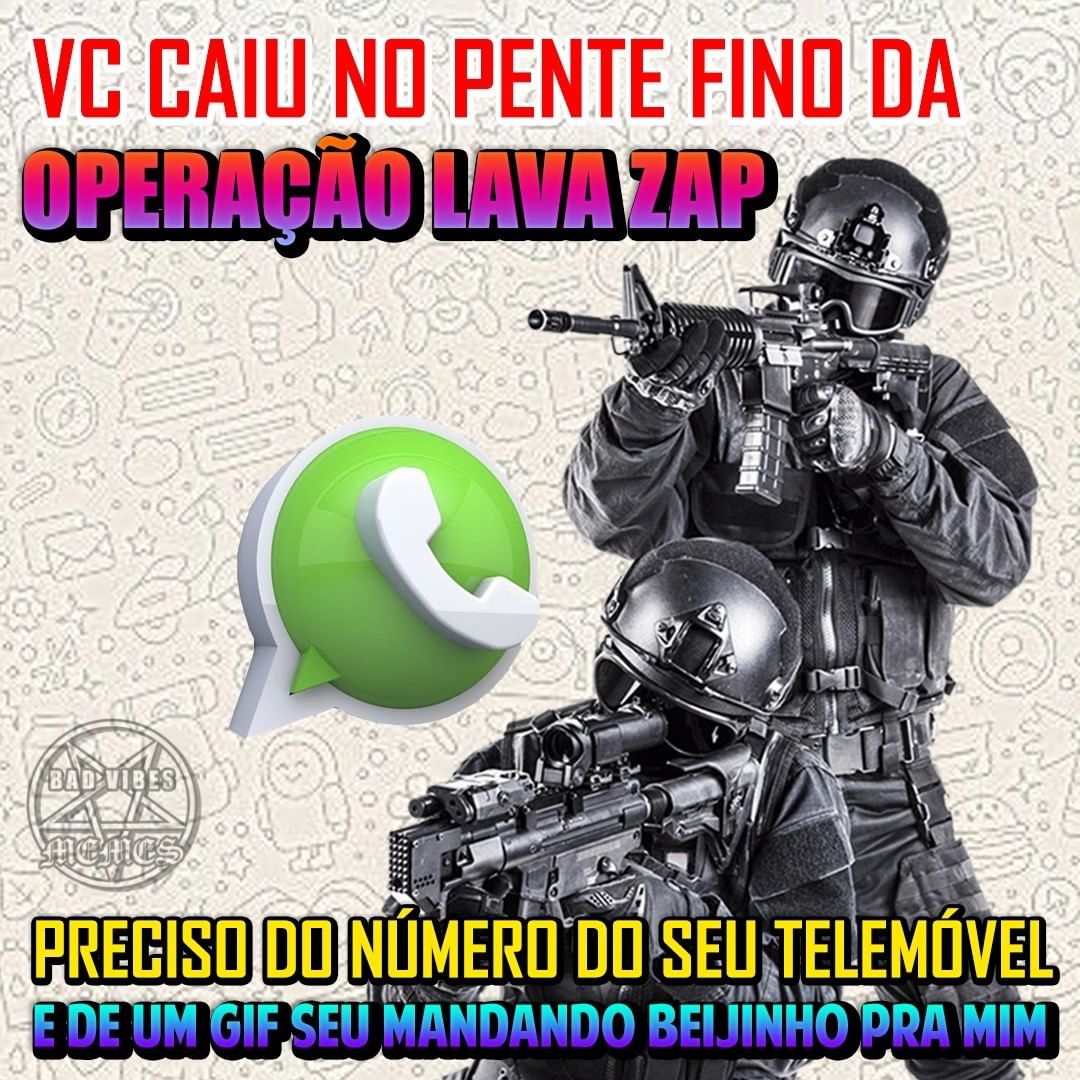 VC CAIU NO PENTE FINO DA
OPERAÇÃO LAVA ZAP
BAD VIBES
MEMES
PRECISO DO NÚMERO DO SEU TELEMÓVEL
E DE UM GIF SEU MANDANDO BEIJINHO PRA MIM